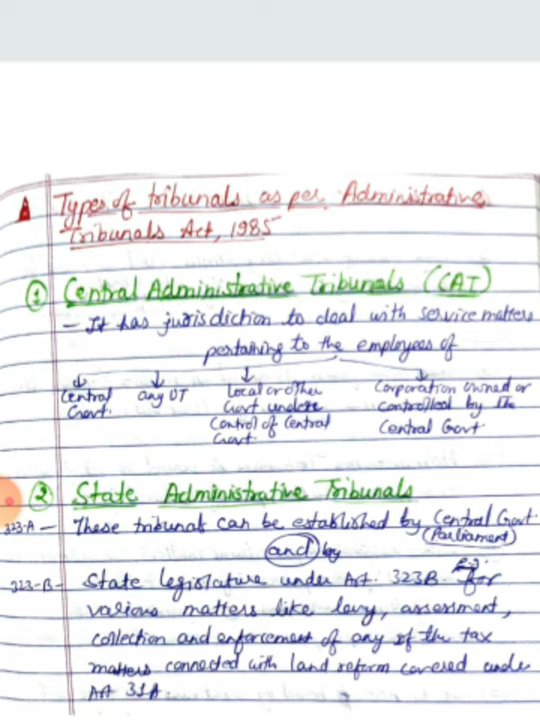 Types of tribunals as per Administrative
Tribunals Act, 1985
① Central Administrative Tribunals (CAT)
- It has jurisdiction to deal with service matters
pertaining to the employees of
Central Govt.
any UT
Local or other Govt under control of Central Govt.
Corporation owned or controlled by the Central Govt.
② State Administrative Tribunals
323-A - These tribunals can be established by Central Govt.
(Parliament)
and by
323-B - State legislature under Art. 323B for
various matters like levy, assessment,
collection and enforcement of any of the tax
matters connected with land reform covered under
Art 31A